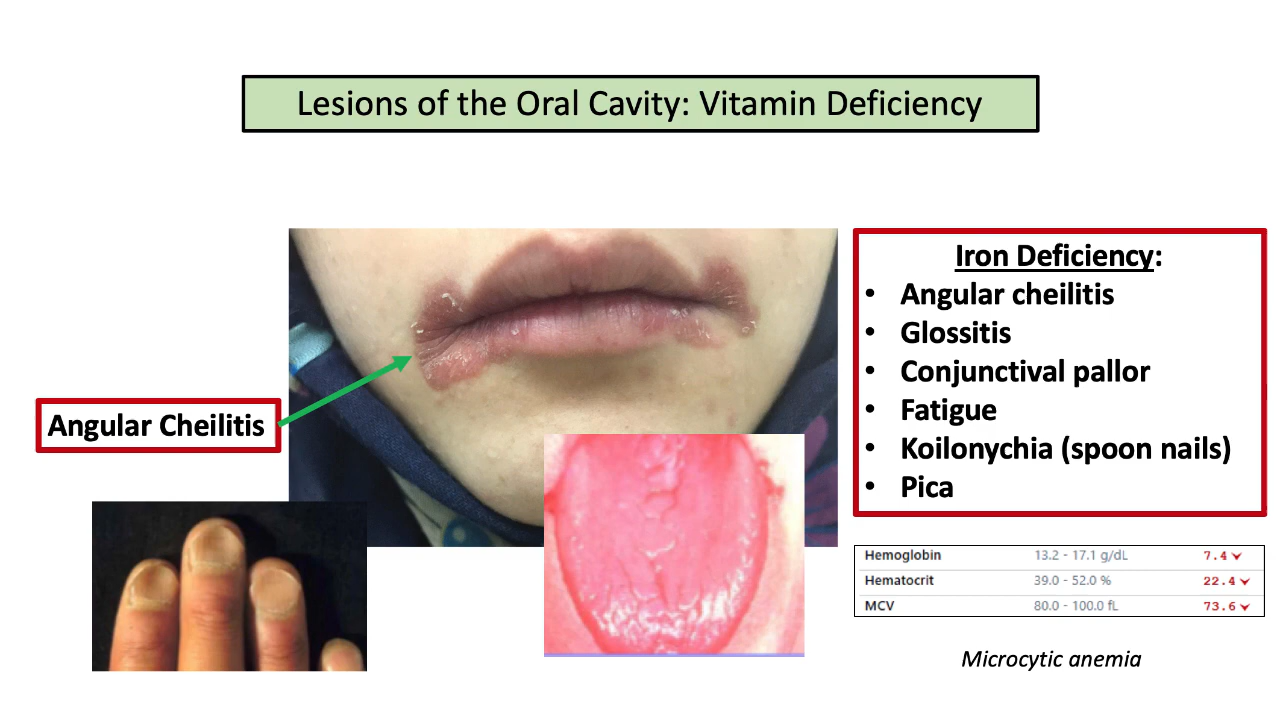 Lesions of the Oral Cavity: Vitamin Deficiency
Angular Cheilitis
Iron Deficiency:
• Angular cheilitis
• Glossitis
• Conjunctival pallor
• Fatigue
• Koilonychia (spoon nails)
• Pica
Hemoglobin 13.2 - 17.1 g/dL 7.4
Hematocrit 39.0 - 52.0 % 22.4
MCV 80.0 - 100.0 fL 73.6
Microcytic anemia